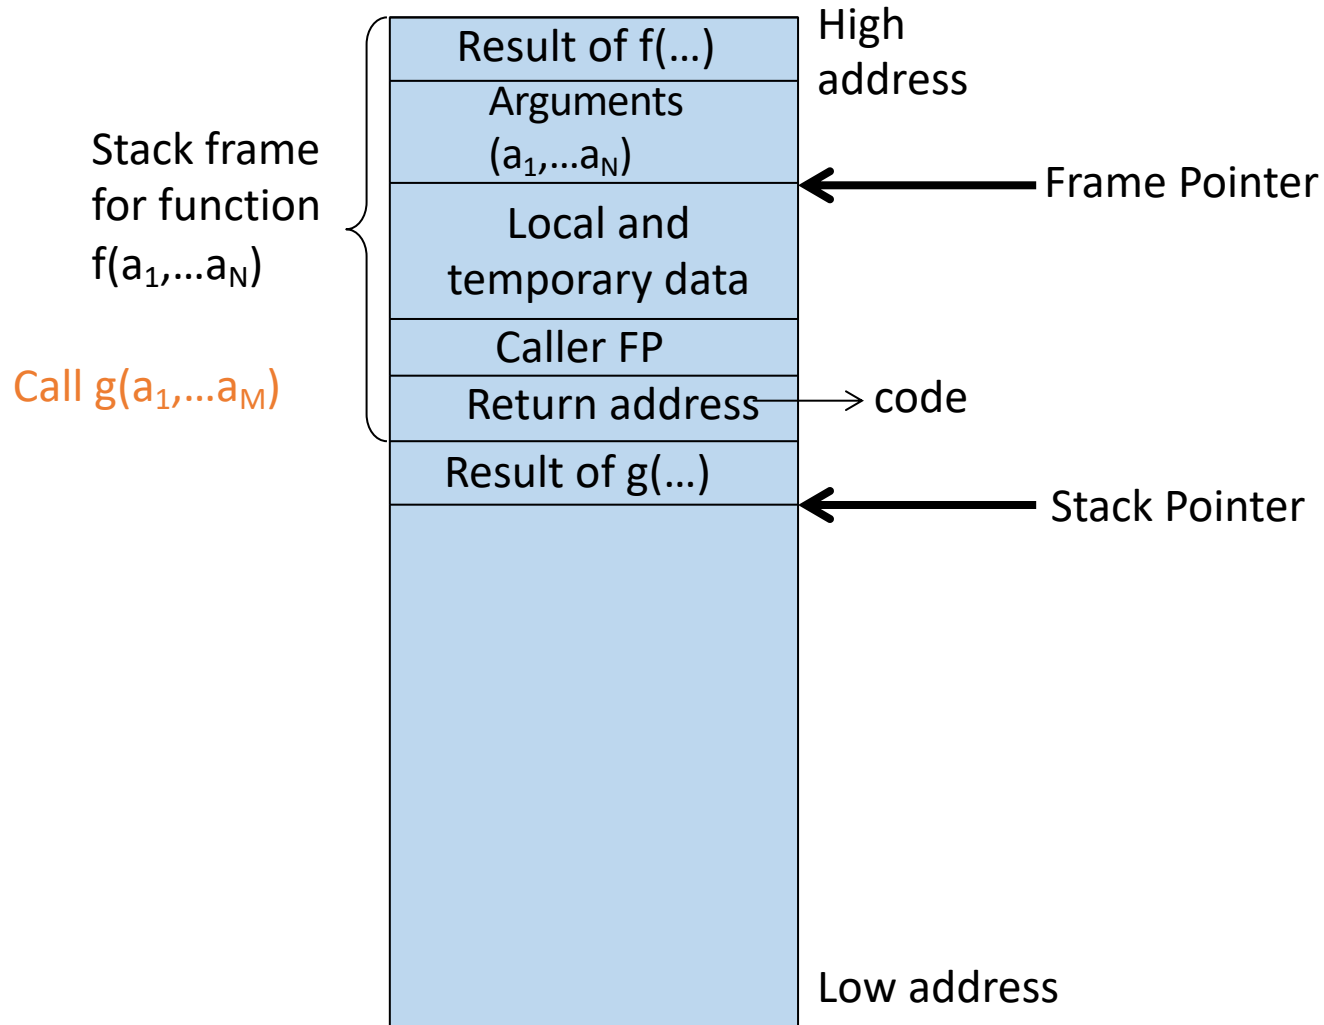 Result of f(...)
High
address
Arguments
(a₁,...aₙ)
Stack frame
for function
f(a₁,...aₙ)
Frame Pointer
Local and
temporary data
Caller FP
Call g(a₁,...aₘ)
Return address
code
Result of g(...)
Stack Pointer
Low address